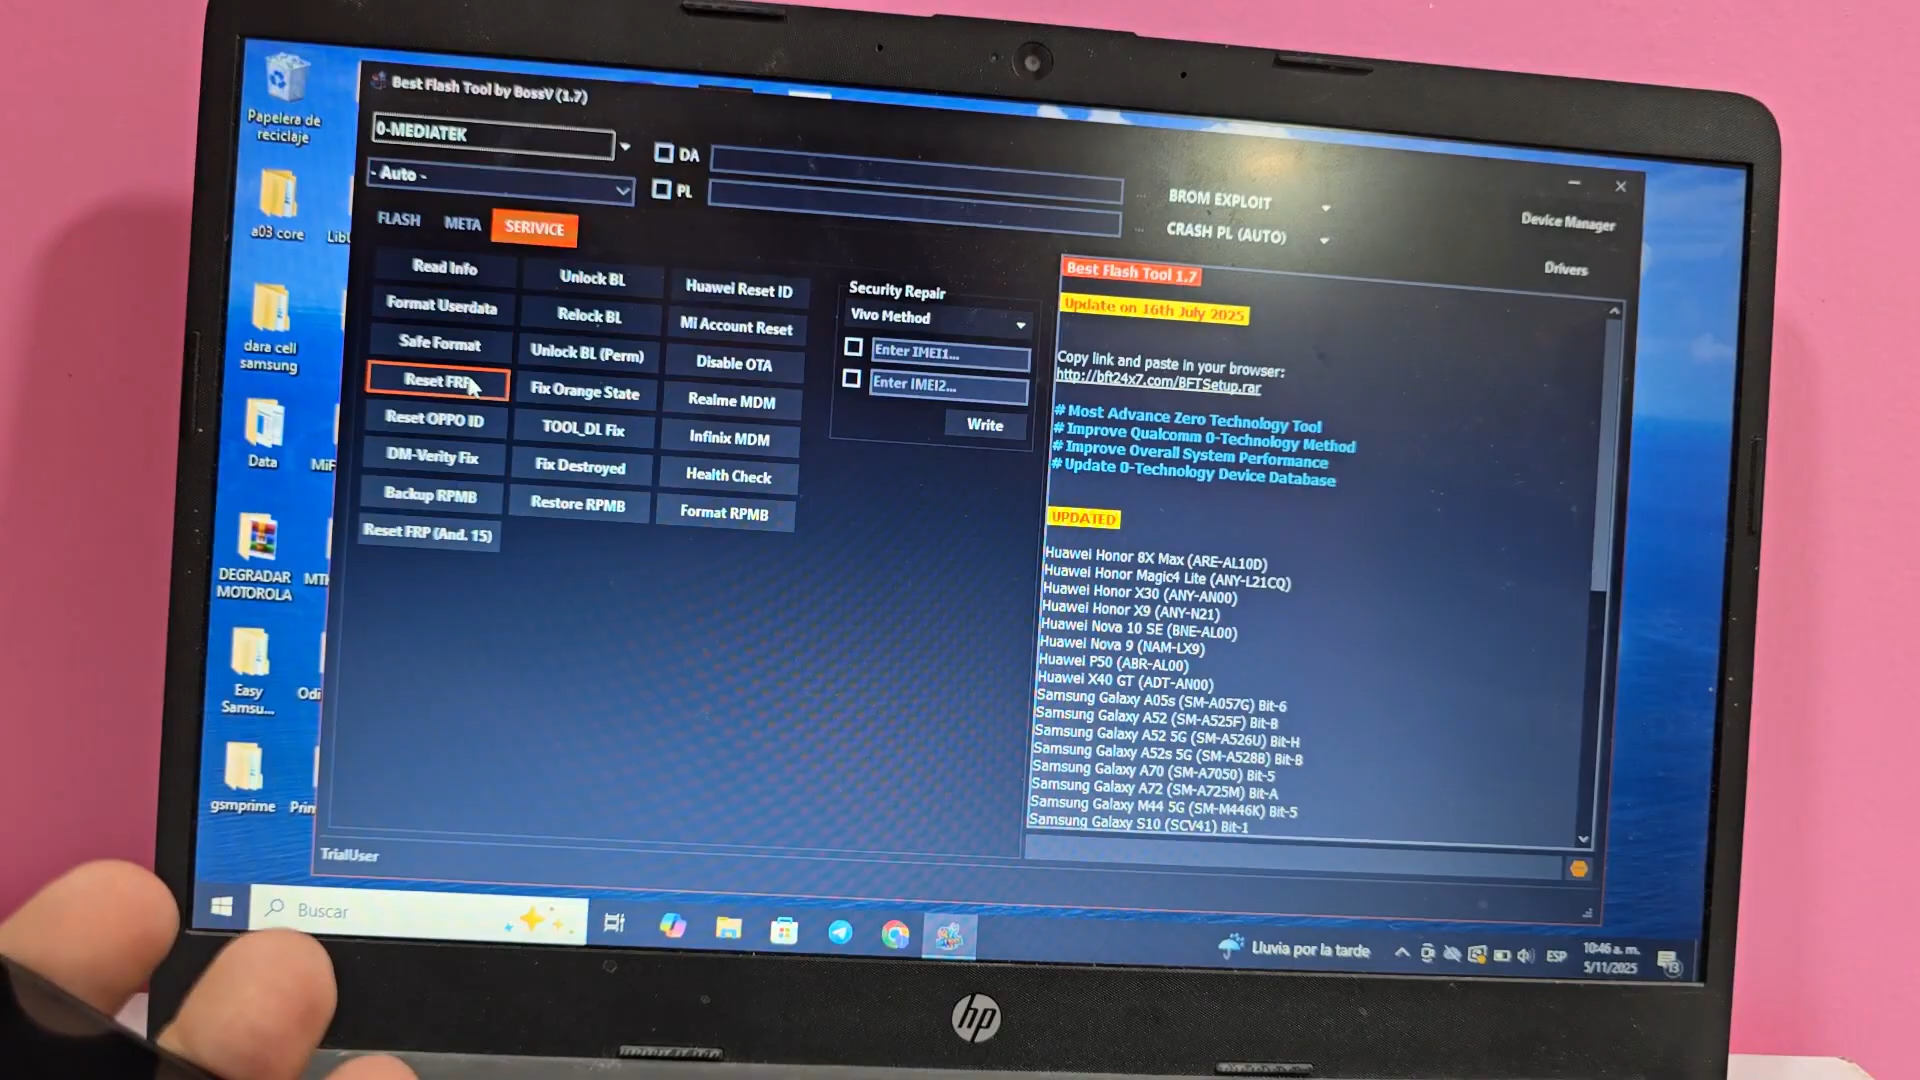 Best Flash Tool by BossV (1.7)
Papelera de
reciclaje
a03 core
dara cell
samsung
Data
DEGRADAR
MOTOROLA
Easy
Samsu...
gsmprime
0-MEDIATEK
- Auto -
DA
PL
BROM EXPLOIT
CRASH PL (AUTO)
Device Manager
Drivers
FLASH
META
SERIVICE
Read Info
Unlock BL
Huawei Reset ID
Format Userdata
Relock BL
Mi Account Reset
Safe Format
Unlock BL (Perm)
Disable OTA
Reset FRP
Fix Orange State
Realme MDM
Reset OPPO ID
TOOL_DL Fix
Infinix MDM
DM-Verity Fix
Fix Destroyed
Health Check
Backup RPMB
Restore RPMB
Format RPMB
Reset FRP (And. 15)
Security Repair
Vivo Method
Enter IMEI1...
Enter IMEI2...
Write
Best Flash Tool 1.7
Update on 16th July 2025
Copy link and paste in your browser:
http://bft24x7.com/BFTSetup.rar
# Most Advance Zero Technology Tool
# Improve Qualcomm 0-Technology Method
# Improve Overall System Performance
# Update 0-Technology Device Database
UPDATED
Huawei Honor 8X Max (ARE-AL10D)
Huawei Honor Magic4 Lite (ANY-L21CQ)
Huawei Honor X30 (ANY-AN00)
Huawei Honor X9 (ANY-N21)
Huawei Nova 10 SE (BNE-AL00)
Huawei Nova 9 (NAM-LX9)
Huawei P50 (ABR-AL00)
Huawei X40 GT (ADT-AN00)
Samsung Galaxy A05s (SM-A057G) Bit-6
Samsung Galaxy A52 (SM-A525F) Bit-B
Samsung Galaxy A52 5G (SM-A526U) Bit-H
Samsung Galaxy A52s 5G (SM-A528B) Bit-8
Samsung Galaxy A70 (SM-A7050) Bit-5
Samsung Galaxy A72 (SM-A725M) Bit-A
Samsung Galaxy M44 5G (SM-M446K) Bit-5
Samsung Galaxy S10 (SCV41) Bit-1
TrialUser
Buscar
Lluvia por la tarde
ESP
10:46 a. m.
5/11/2025
hp